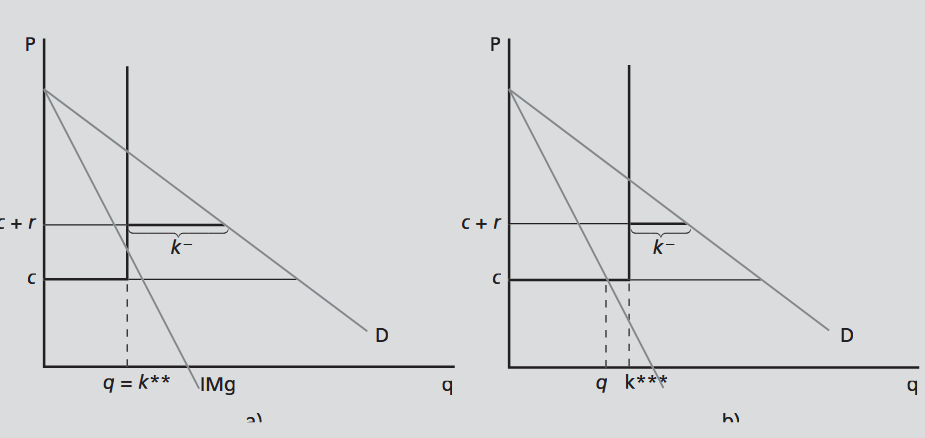 P
c + r
k–
c
D
q = k**
IMg
q
a)
P
c + r
k–
c
D
q
k***
q
b)